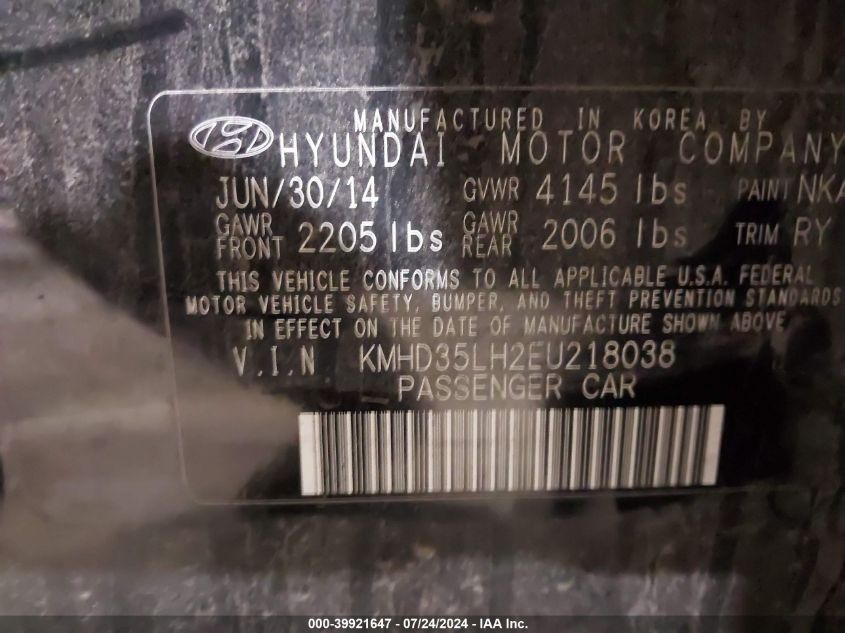 MANUFACTURED IN KOREA BY
HYUNDAI MOTOR COMPANY
JUN/30/14 GVWR 4145 lbs PAINT NKA
GAWR FRONT 2205 lbs GAWR REAR 2006 lbs TRIM RY
THIS VEHICLE CONFORMS TO ALL APPLICABLE U.S.A. FEDERAL
MOTOR VEHICLE SAFETY, BUMPER, AND THEFT PREVENTION STANDARDS
IN EFFECT ON THE DATE OF MANUFACTURE SHOWN ABOVE
V.I.N KMHD35LH2EU218038
PASSENGER CAR
000-39921647 / 07/24/2024 - IAA Inc.